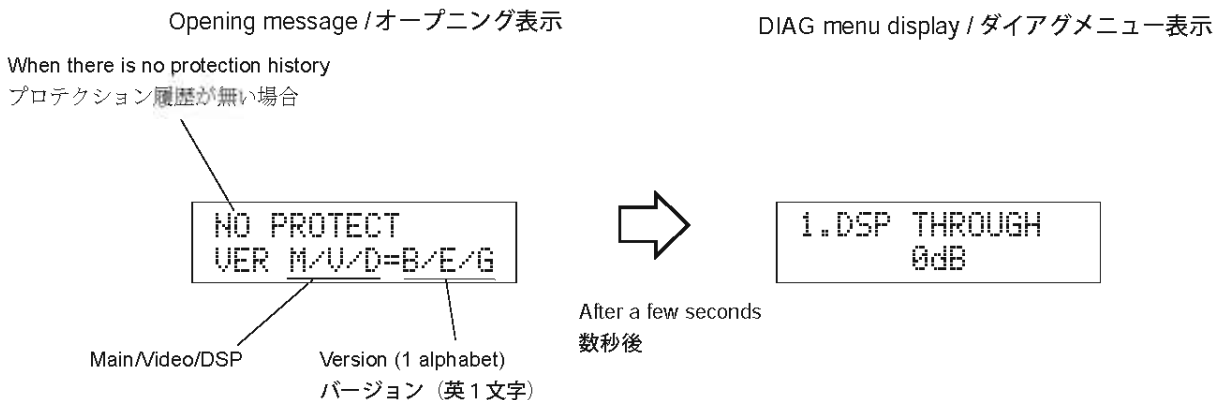 Opening message / オープニング表示
DIAG menu display / ダイアグメニュー表示
When there is no protection history
プロテクション履歴が無い場合
NO PROTECT
VER M/V/D=B/E/G
1.DSP THROUGH
0dB
After a few seconds
数秒後
Main/Video/DSP
Version (1 alphabet)
バージョン（英1文字）